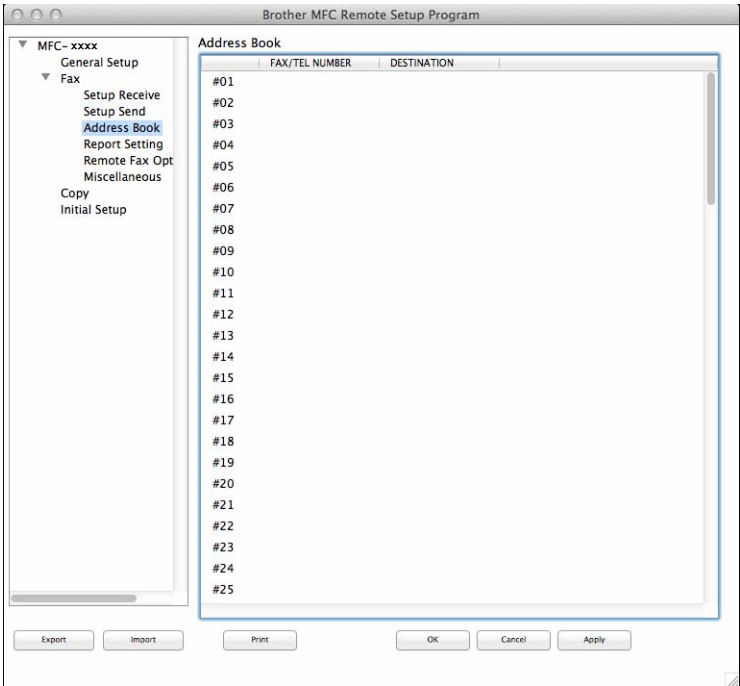 Brother MFC Remote Setup Program
MFC- xxxx
General Setup
Fax
Setup Receive
Setup Send
Address Book
Report Setting
Remote Fax Opt
Miscellaneous
Copy
Initial Setup
Address Book
FAX/TEL NUMBER DESTINATION
#01
#02
#03
#04
#05
#06
#07
#08
#09
#10
#11
#12
#13
#14
#15
#16
#17
#18
#19
#20
#21
#22
#23
#24
#25
Export Import Print OK Cancel Apply